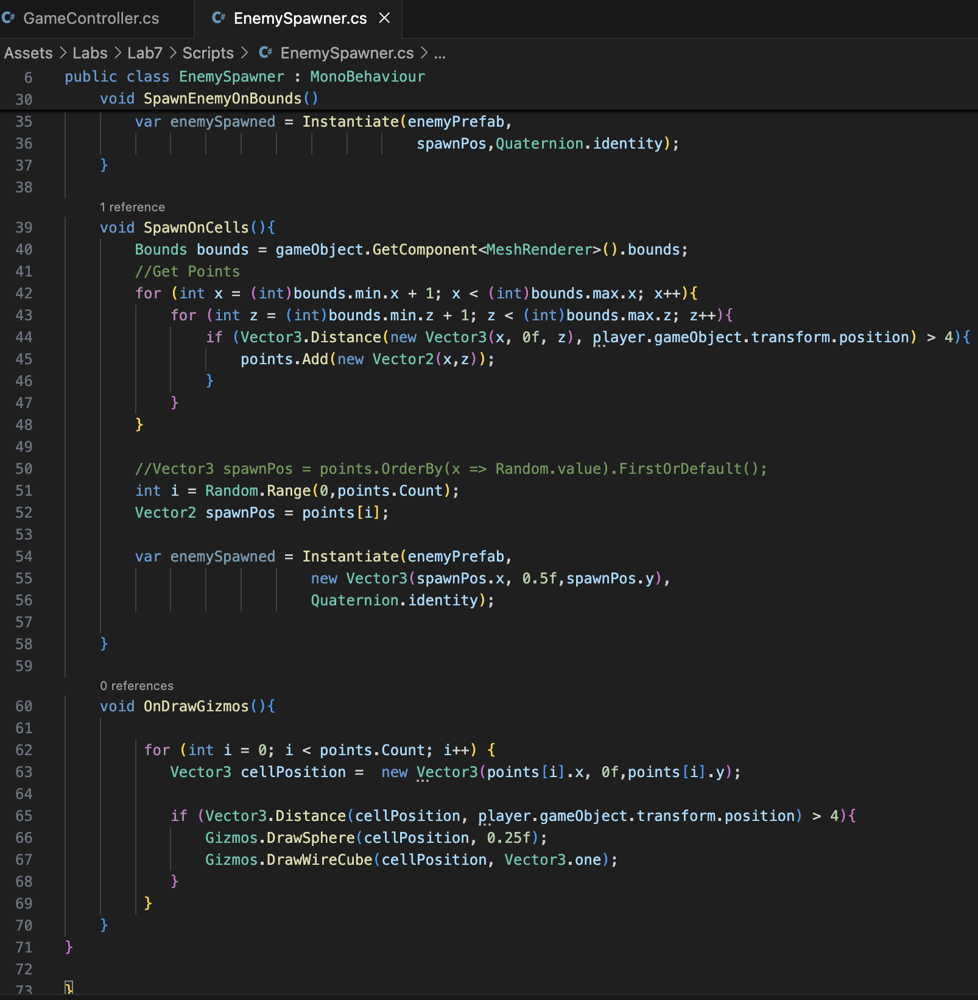 GameController.cs EnemySpawner.cs
Assets > Labs > Lab7 > Scripts > C# EnemySpawner.cs > ...
6 public class EnemySpawner : MonoBehaviour
30 void SpawnEnemyOnBounds()
35 var enemySpawned = Instantiate(enemyPrefab,
36 spawnPos,Quaternion.identity);
37 }
38
1 reference
39 void SpawnOnCells(){
40 Bounds bounds = gameObject.GetComponent<MeshRenderer>().bounds;
41 //Get Points
42 for (int x = (int)bounds.min.x + 1; x < (int)bounds.max.x; x++){
43 for (int z = (int)bounds.min.z + 1; z < (int)bounds.max.z; z++){
44 if (Vector3.Distance(new Vector3(x, 0f, z), player.gameObject.transform.position) > 4){
45 points.Add(new Vector2(x,z));
46 }
47 }
48 }
49
50 //Vector3 spawnPos = points.OrderBy(x => Random.value).FirstOrDefault();
51 int i = Random.Range(0,points.Count);
52 Vector2 spawnPos = points[i];
53
54 var enemySpawned = Instantiate(enemyPrefab,
55 new Vector3(spawnPos.x, 0.5f,spawnPos.y),
56 Quaternion.identity);
57
58 }
59
0 references
60 void OnDrawGizmos(){
61
62 for (int i = 0; i < points.Count; i++) {
63 Vector3 cellPosition =  new Vector3(points[i].x, 0f,points[i].y);
64
65 if (Vector3.Distance(cellPosition, player.gameObject.transform.position) > 4){
66 Gizmos.DrawSphere(cellPosition, 0.25f);
67 Gizmos.DrawWireCube(cellPosition, Vector3.one);
68 }
69 }
70 }
71 }
72
73 }